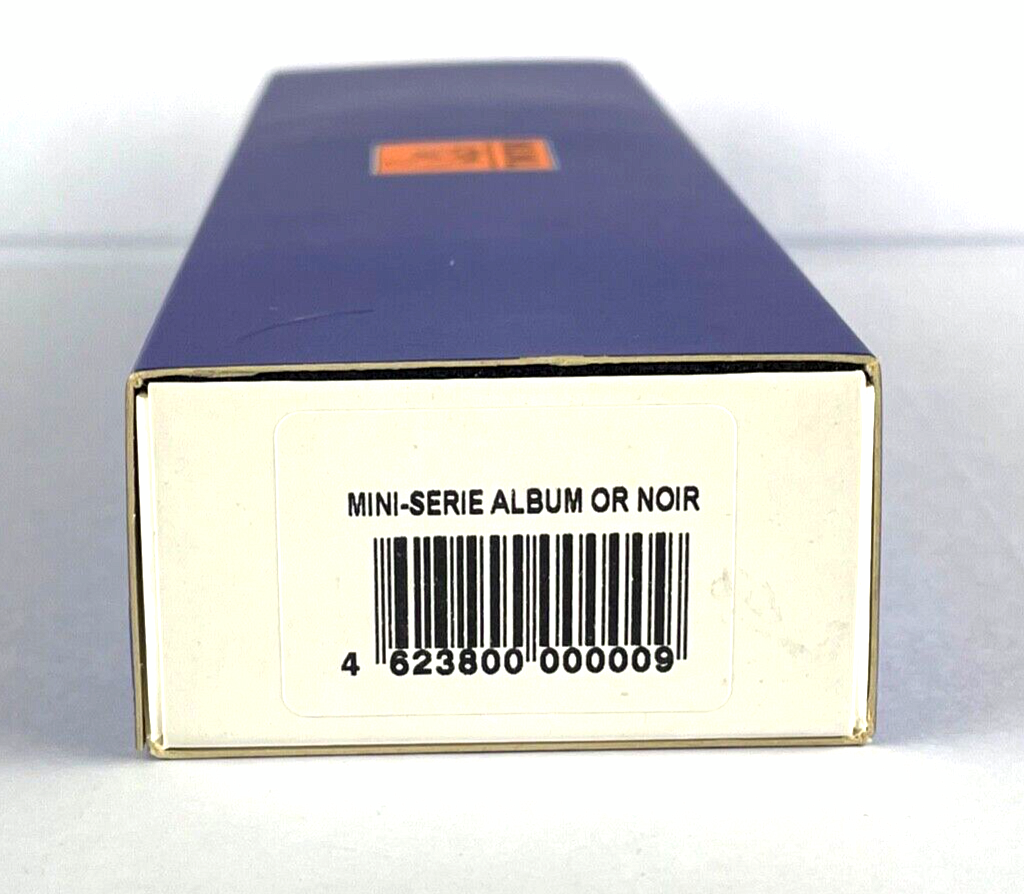 MINI-SERIE ALBUM OR NOIR
4 623800 000009